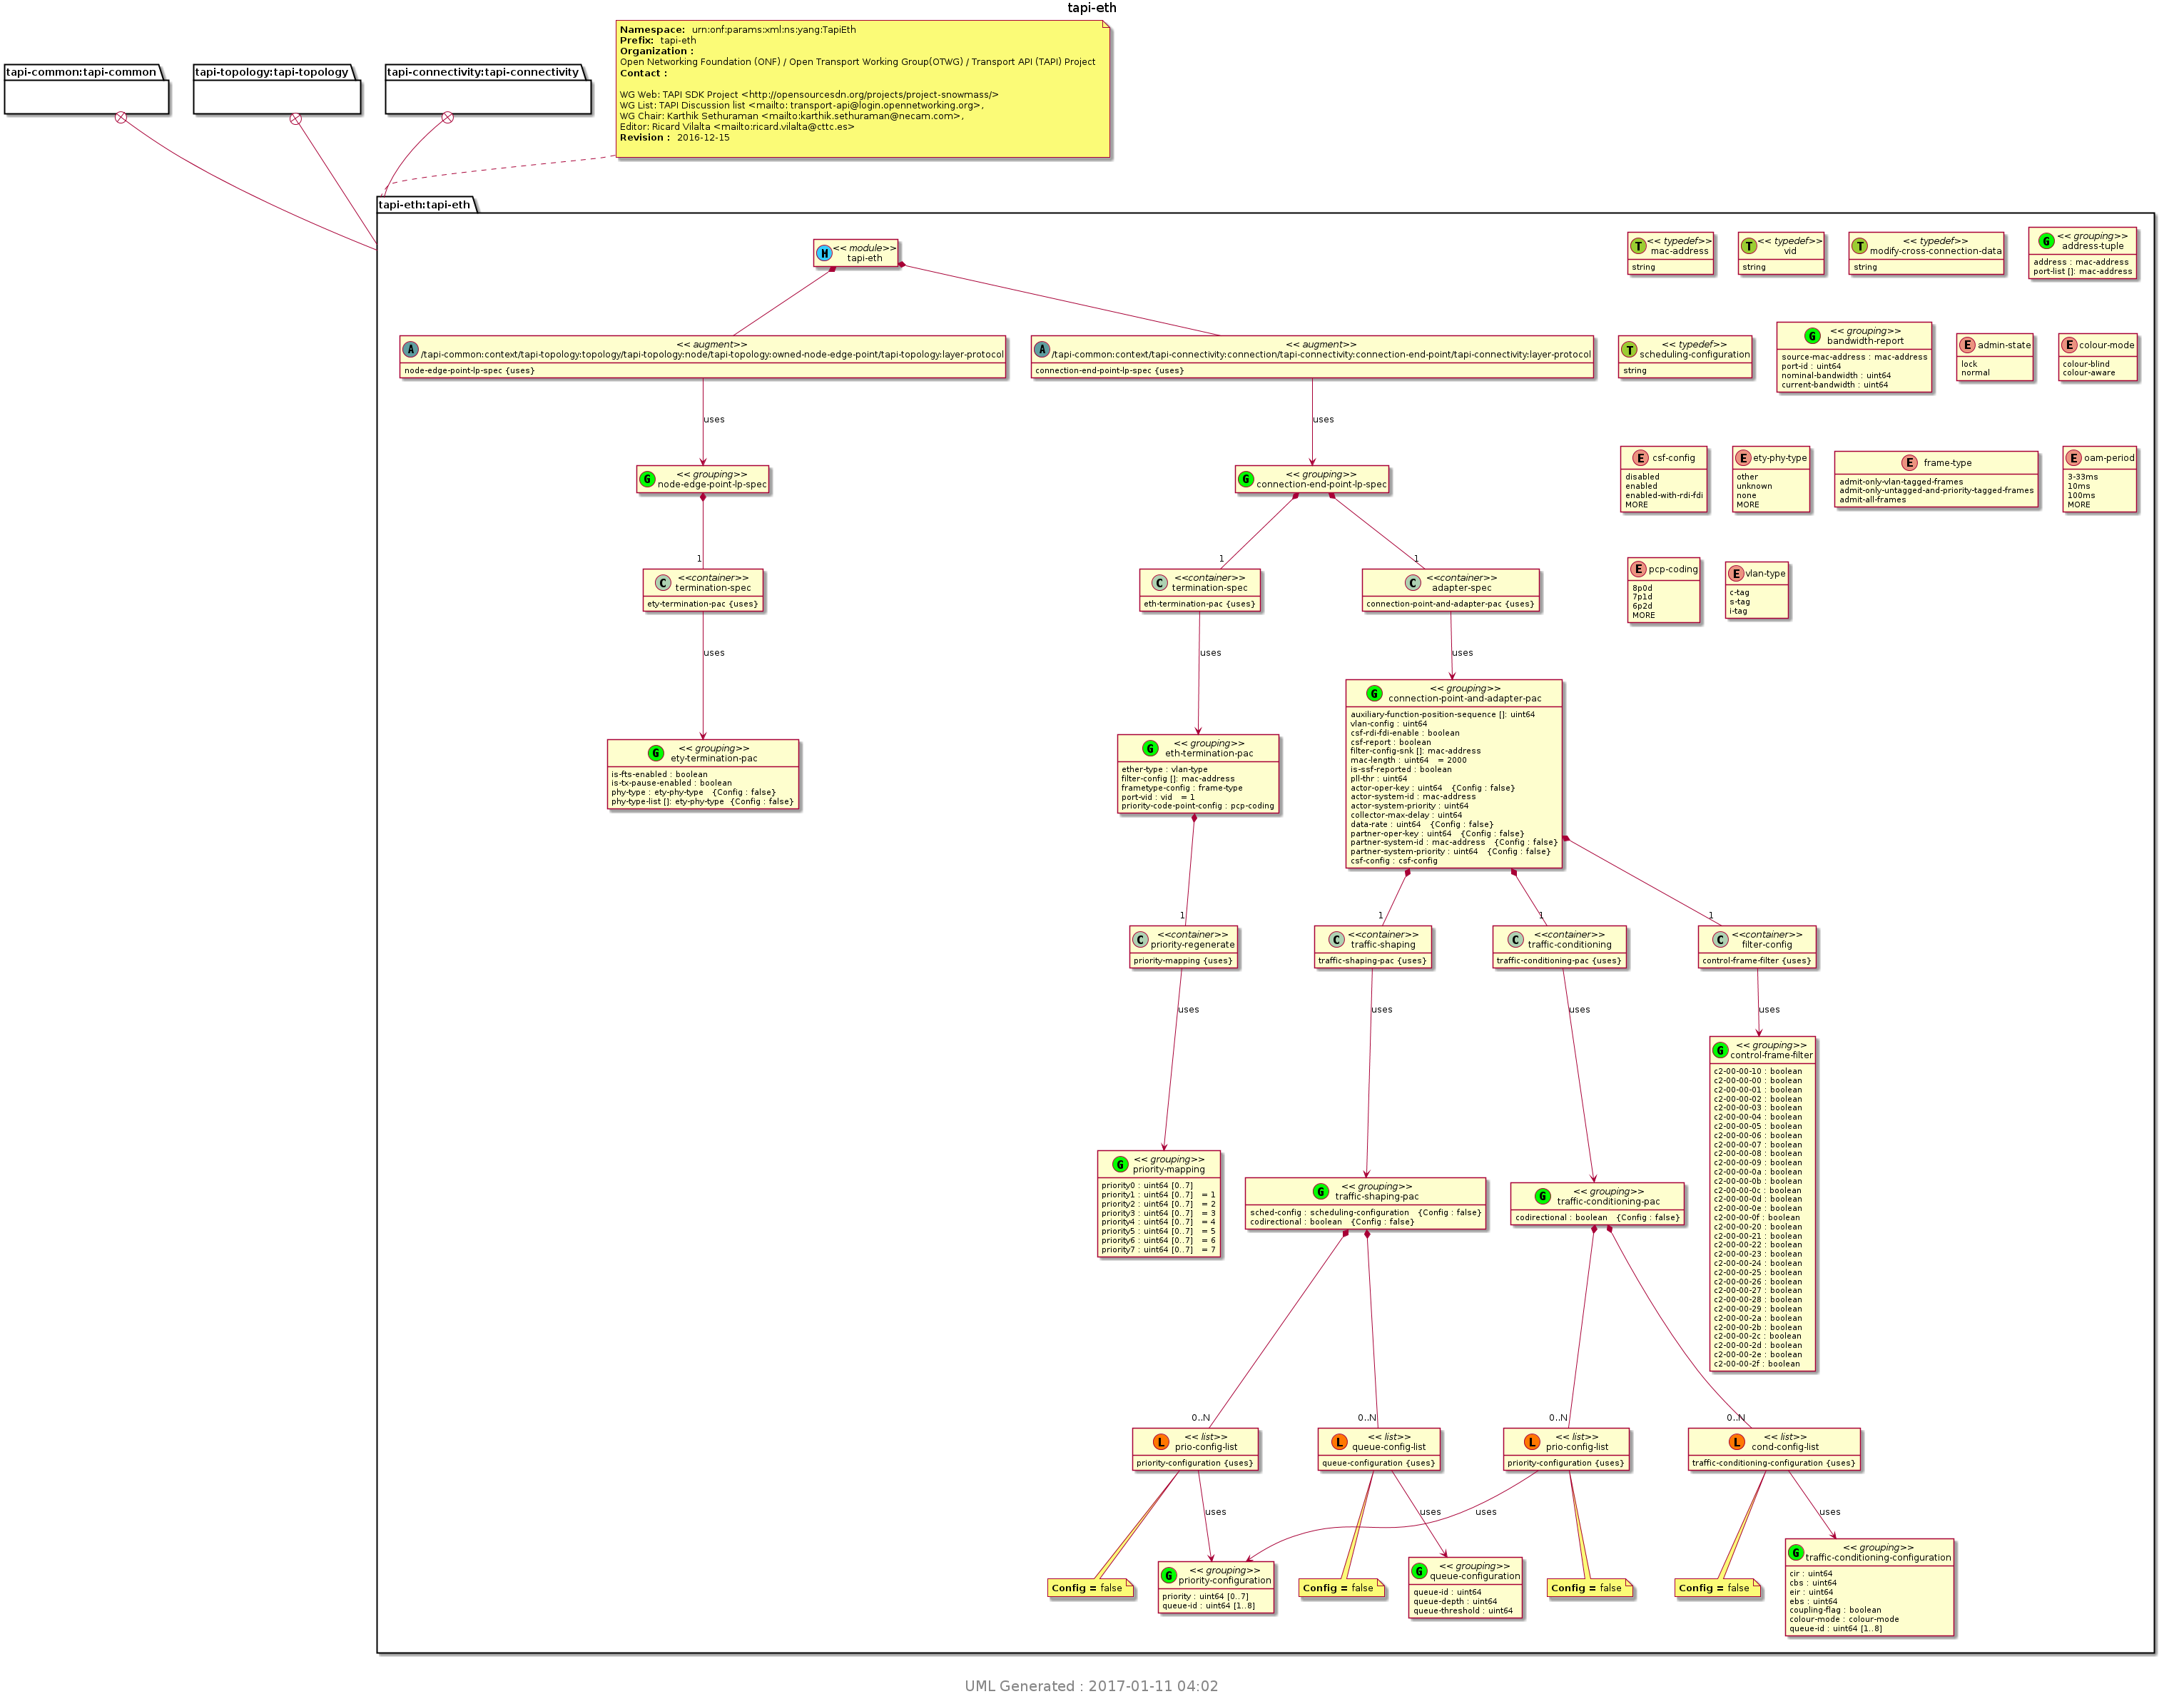 tapi-eth
Namespace: urn:onf:params:xml:ns:yang:TapiEth
Prefix: tapi-eth
Organization :
Open Networking Foundation (ONF) / Open Transport Working Group(OTWG) / Transport API (TAPI) Project
Contact :
WG Web: TAPI SDK Project <http://opensourcesdn.org/projects/project-snowmass/>
WG List: TAPI Discussion list <mailto: transport-api@login.opennetworking.org>,
WG Chair: Karthik Sethuraman <mailto:karthik.sethuraman@necam.com>,
Editor: Ricard Vilalta <mailto:ricard.vilalta@cttc.es>
Revision : 2016-12-15
tapi-common:tapi-common
tapi-topology:tapi-topology
tapi-connectivity:tapi-connectivity
tapi-eth:tapi-eth
M << module>>
tapi-eth
T << typedef>>
mac-address
string
T << typedef>>
vid
string
T << typedef>>
modify-cross-connection-data
string
G << grouping>>
address-tuple
address : mac-address
port-list []: mac-address
A << augment>>
/tapi-common:context/tapi-topology:topology/tapi-topology:node/tapi-topology:owned-node-edge-point/tapi-topology:layer-protocol
node-edge-point-lp-spec {uses}
A << augment>>
/tapi-common:context/tapi-connectivity:connection/tapi-connectivity:connection-end-point/tapi-connectivity:layer-protocol
connection-end-point-lp-spec {uses}
T << typedef>>
scheduling-configuration
string
G << grouping>>
bandwidth-report
source-mac-address : mac-address
port-id : uint64
nominal-bandwidth : uint64
current-bandwidth : uint64
E admin-state
lock
normal
E colour-mode
colour-blind
colour-aware
uses
uses
G << grouping>>
node-edge-point-lp-spec
G << grouping>>
connection-end-point-lp-spec
E csf-config
disabled
enabled
enabled-with-rdi-fdi
MORE
E ety-phy-type
other
unknown
none
MORE
E frame-type
admit-only-vlan-tagged-frames
admit-only-untagged-and-priority-tagged-frames
admit-all-frames
E oam-period
3-33ms
10ms
100ms
MORE
1
1
1
C <<container>>
termination-spec
ety-termination-pac {uses}
C <<container>>
termination-spec
eth-termination-pac {uses}
C <<container>>
adapter-spec
connection-point-and-adapter-pac {uses}
E pcp-coding
8p0d
7p1d
6p2d
MORE
E vlan-type
c-tag
s-tag
i-tag
uses
uses
uses
G << grouping>>
ety-termination-pac
is-fts-enabled : boolean
is-tx-pause-enabled : boolean
phy-type : ety-phy-type {Config : false}
phy-type-list []: ety-phy-type {Config : false}
G << grouping>>
eth-termination-pac
ether-type : vlan-type
filter-config []: mac-address
frametype-config : frame-type
port-vid : vid = 1
priority-code-point-config : pcp-coding
G << grouping>>
connection-point-and-adapter-pac
auxiliary-function-position-sequence []: uint64
vlan-config : uint64
csf-rdi-fdi-enable : boolean
csf-report : boolean
filter-config-snk []: mac-address
mac-length : uint64 = 2000
is-ssf-reported : boolean
pll-thr : uint64
actor-oper-key : uint64 {Config : false}
actor-system-id : mac-address
actor-system-priority : uint64
collector-max-delay : uint64
data-rate : uint64 {Config : false}
partner-oper-key : uint64 {Config : false}
partner-system-id : mac-address {Config : false}
partner-system-priority : uint64 {Config : false}
csf-config : csf-config
1
1
1
1
C <<container>>
priority-regenerate
priority-mapping {uses}
C <<container>>
traffic-shaping
traffic-shaping-pac {uses}
C <<container>>
traffic-conditioning
traffic-conditioning-pac {uses}
C <<container>>
filter-config
control-frame-filter {uses}
uses
uses
uses
uses
G << grouping>>
priority-mapping
priority0 : uint64 [0..7]
priority1 : uint64 [0..7] = 1
priority2 : uint64 [0..7] = 2
priority3 : uint64 [0..7] = 3
priority4 : uint64 [0..7] = 4
priority5 : uint64 [0..7] = 5
priority6 : uint64 [0..7] = 6
priority7 : uint64 [0..7] = 7
G << grouping>>
traffic-shaping-pac
sched-config : scheduling-configuration {Config : false}
codirectional : boolean {Config : false}
G << grouping>>
traffic-conditioning-pac
codirectional : boolean {Config : false}
G << grouping>>
control-frame-filter
c2-00-00-10 : boolean
c2-00-00-00 : boolean
c2-00-00-01 : boolean
c2-00-00-02 : boolean
c2-00-00-03 : boolean
c2-00-00-04 : boolean
c2-00-00-05 : boolean
c2-00-00-06 : boolean
c2-00-00-07 : boolean
c2-00-00-08 : boolean
c2-00-00-09 : boolean
c2-00-00-0a : boolean
c2-00-00-0b : boolean
c2-00-00-0c : boolean
c2-00-00-0d : boolean
c2-00-00-0e : boolean
c2-00-00-0f : boolean
c2-00-00-20 : boolean
c2-00-00-21 : boolean
c2-00-00-22 : boolean
c2-00-00-23 : boolean
c2-00-00-24 : boolean
c2-00-00-25 : boolean
c2-00-00-26 : boolean
c2-00-00-27 : boolean
c2-00-00-28 : boolean
c2-00-00-29 : boolean
c2-00-00-2a : boolean
c2-00-00-2b : boolean
c2-00-00-2c : boolean
c2-00-00-2d : boolean
c2-00-00-2e : boolean
c2-00-00-2f : boolean
0..N
0..N
0..N
0..N
L << list>>
prio-config-list
priority-configuration {uses}
L << list>>
queue-config-list
queue-configuration {uses}
L << list>>
prio-config-list
priority-configuration {uses}
L << list>>
cond-config-list
traffic-conditioning-configuration {uses}
uses
uses
uses
uses
Config = false
G << grouping>>
priority-configuration
priority : uint64 [0..7]
queue-id : uint64 [1..8]
Config = false
G << grouping>>
queue-configuration
queue-id : uint64
queue-depth : uint64
queue-threshold : uint64
Config = false
Config = false
G << grouping>>
traffic-conditioning-configuration
cir : uint64
cbs : uint64
eir : uint64
ebs : uint64
coupling-flag : boolean
colour-mode : colour-mode
queue-id : uint64 [1..8]
UML Generated : 2017-01-11 04:02